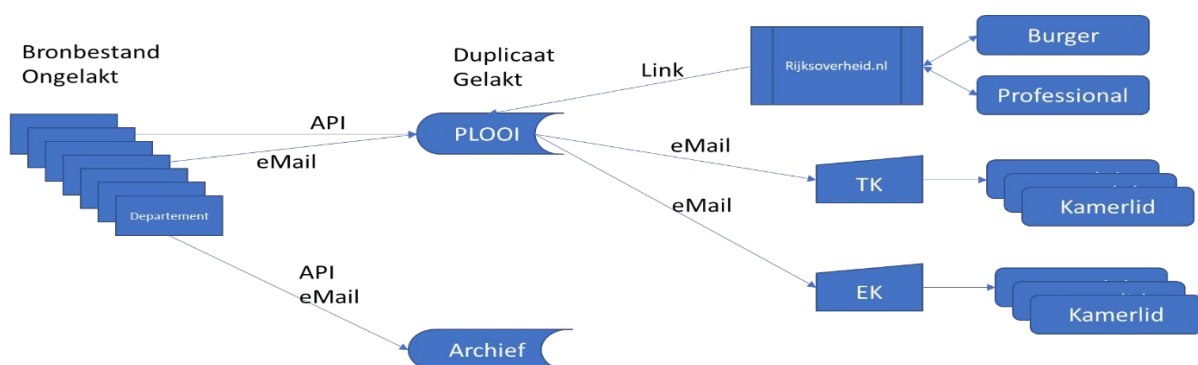 Bronbestand
Ongelakt
Duplicaat
Gelakt
Link
Rijksoverheid.nl
Burger
Professional
API
eMail
PLOOI
eMail
eMail
TK
Kamerlid
Departement
API
eMail
EK
Kamerlid
Archief